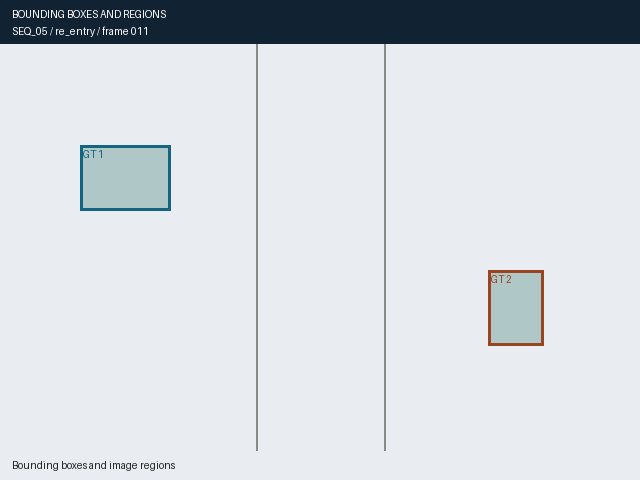 BOUNDING BOXES AND REGIONS
SEQ_05 / re_entry / frame 011
GT1
GT2
Bounding boxes and image regions